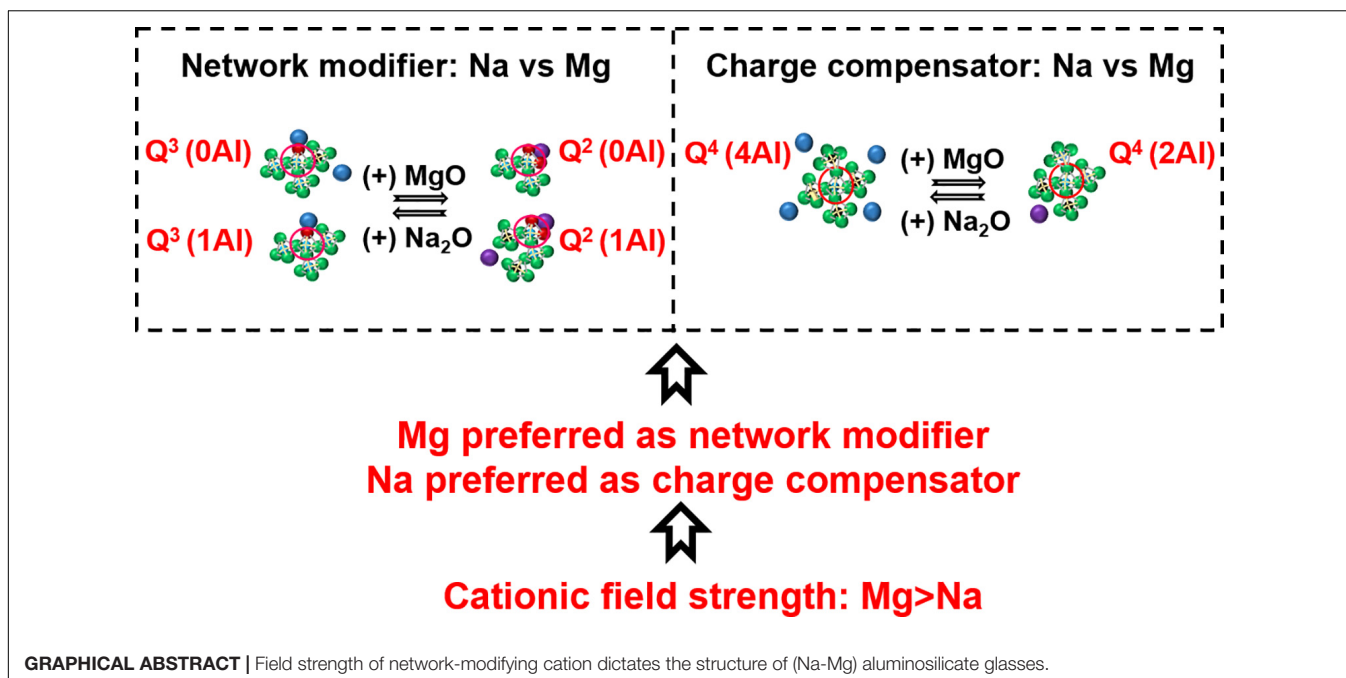 Network modifier: Na vs Mg
Q³ (0Al)
(+) MgO
Q² (0Al)
Q³ (1Al)
(+) Na₂O
Q² (1Al)
Charge compensator: Na vs Mg
Q⁴ (4Al)
(+) MgO
(+) Na₂O
Q⁴ (2Al)
Mg preferred as network modifier
Na preferred as charge compensator
Cationic field strength: Mg>Na
GRAPHICAL ABSTRACT | Field strength of network-modifying cation dictates the structure of (Na-Mg) aluminosilicate glasses.